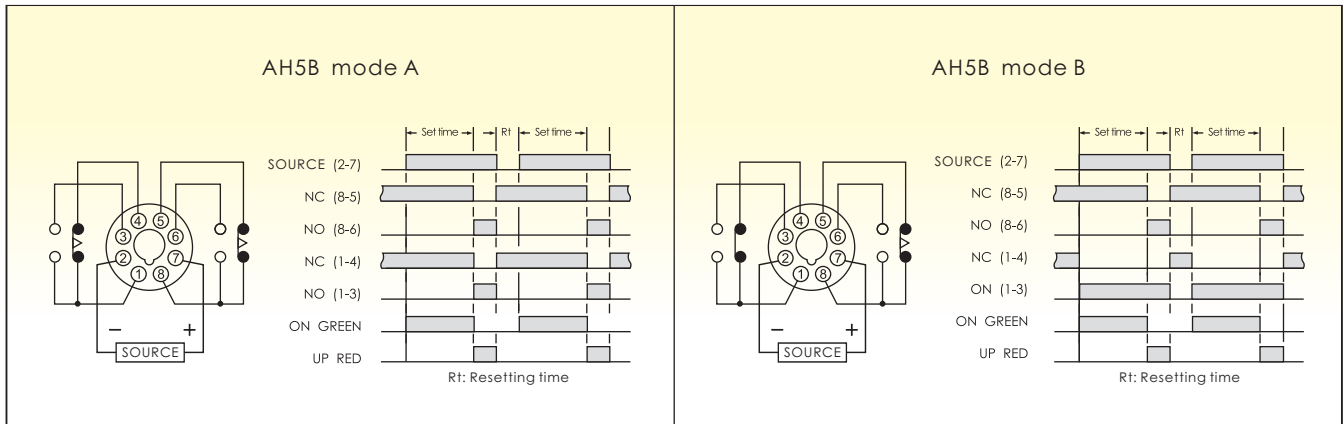 AH5B mode A
Set time Rt Set time
SOURCE (2-7)
NC (8-5)
NO (8-6)
NC (1-4)
NO (1-3)
ON GREEN
UP RED
Rt: Resetting time
4 5
3 6
2 7
1 8
− +
SOURCE
AH5B mode B
Set time Rt Set time
SOURCE (2-7)
NC (8-5)
NO (8-6)
NC (1-4)
ON (1-3)
ON GREEN
UP RED
Rt: Resetting time
4 5
3 6
2 7
1 8
− +
SOURCE